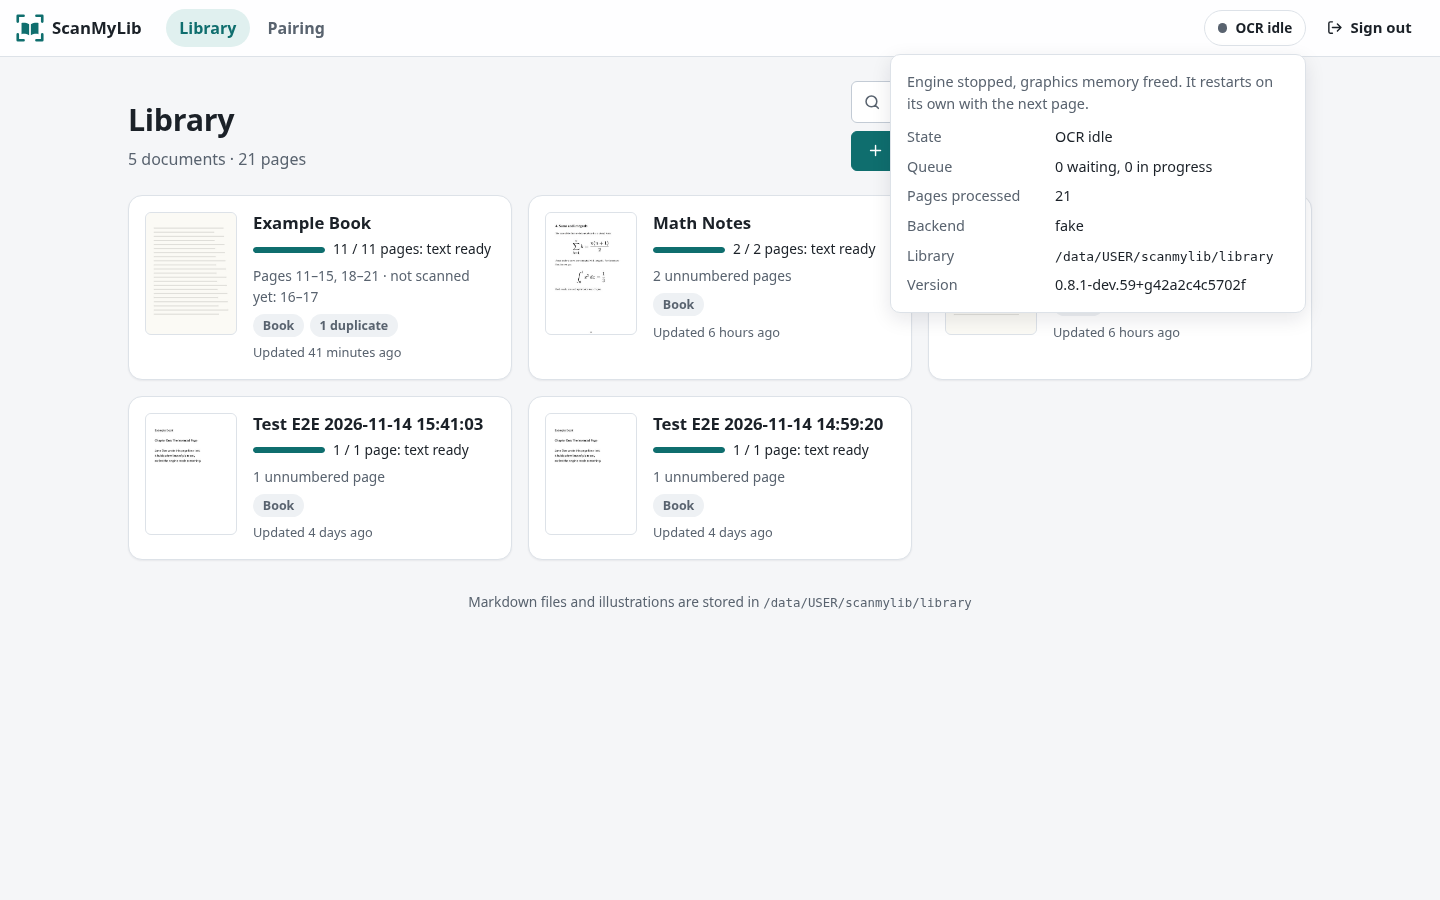 ScanMyLib
Library
Pairing
OCR idle
Sign out
Engine stopped, graphics memory freed. It restarts on
its own with the next page.
State OCR idle
Queue 0 waiting, 0 in progress
Pages processed 21
Backend fake
Library /data/USER/scanmylib/library
Version 0.8.1-dev.59+g42a2c4c5702f
Library
5 documents · 21 pages
Example Book
11 / 11 pages: text ready
Pages 11–15, 18–21 · not scanned
yet: 16–17
Book
1 duplicate
Updated 41 minutes ago
Math Notes
2 / 2 pages: text ready
2 unnumbered pages
Book
Updated 6 hours ago
Updated 6 hours ago
Test E2E 2026-11-14 15:41:03
1 / 1 page: text ready
1 unnumbered page
Book
Updated 4 days ago
Test E2E 2026-11-14 14:59:20
1 / 1 page: text ready
1 unnumbered page
Book
Updated 4 days ago
Markdown files and illustrations are stored in /data/USER/scanmylib/library